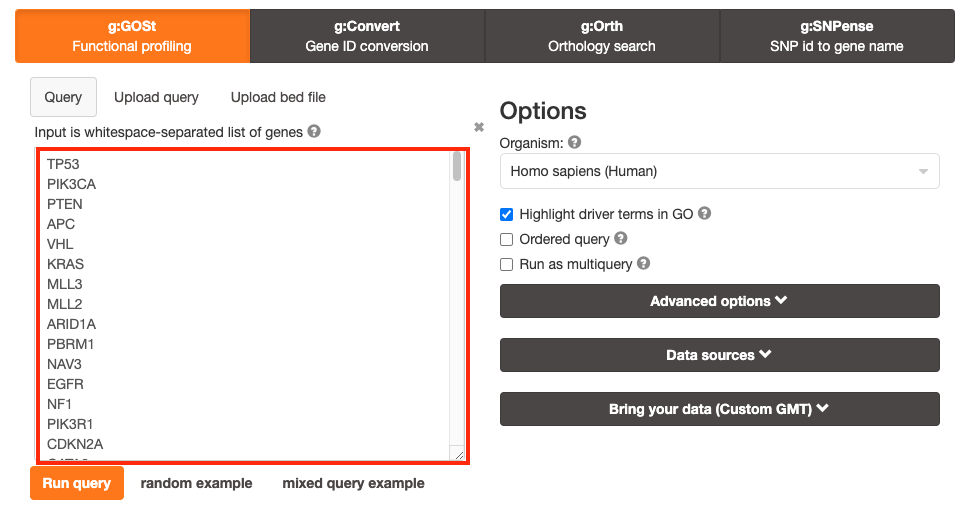 g:GOSt
Functional profiling
g:Convert
Gene ID conversion
g:Orth
Orthology search
g:SNPense
SNP id to gene name
Query
Upload query
Upload bed file
Input is whitespace-separated list of genes
TP53
PIK3CA
PTEN
APC
VHL
KRAS
MLL3
MLL2
ARID1A
PBRM1
NAV3
EGFR
NF1
PIK3R1
CDKN2A
Run query
random example
mixed query example
Options
Organism:
Homo sapiens (Human)
Highlight driver terms in GO
Ordered query
Run as multiquery
Advanced options
Data sources
Bring your data (Custom GMT)